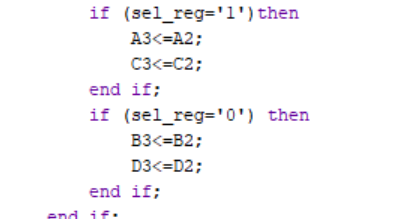 if (sel_reg='1')then
A3<=A2;
C3<=C2;
end if;
if (sel_reg='0') then
B3<=B2;
D3<=D2;
end if;
end if;